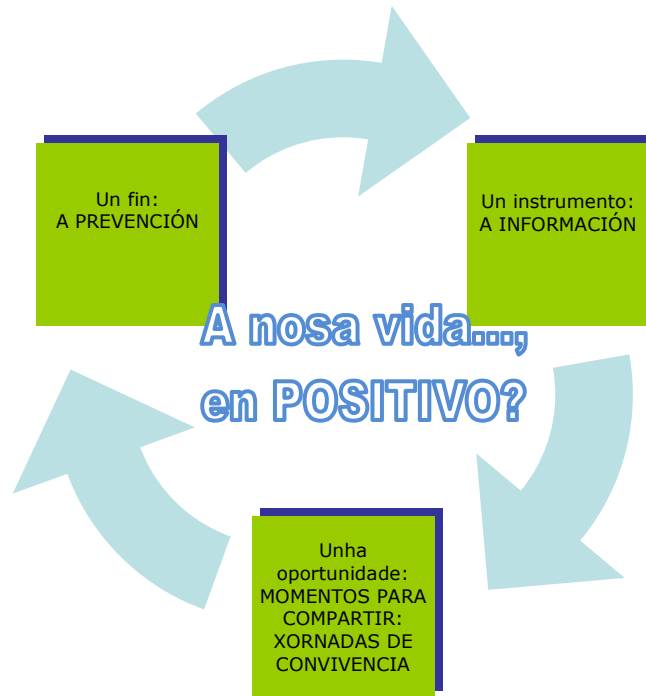 Un fin:
A PREVENCIÓN
Un instrumento:
A INFORMACIÓN
A nosa vida...,
en POSITIVO?
Unha
oportunidade:
MOMENTOS PARA
COMPARTIR:
XORNADAS DE
CONVIVENCIA